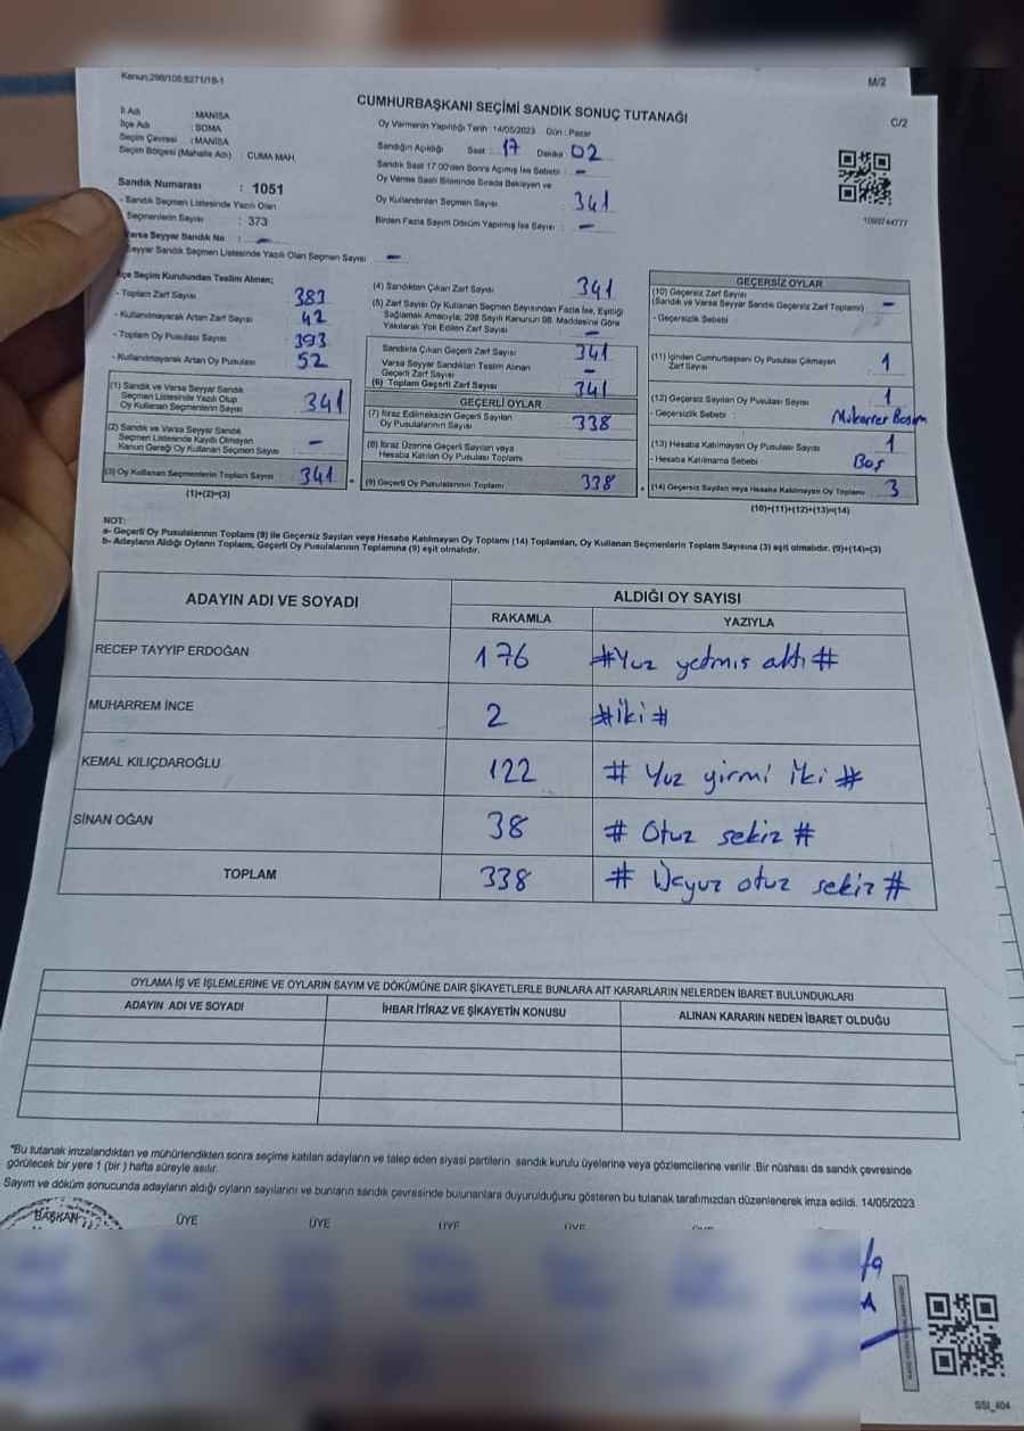 Kanun;298/105;6271/18-1
M/2
CUMHURBAŞKANI SEÇİMİ SANDIK SONUÇ TUTANAĞI
C/2
İl Adı : MANİSA
İlçe Adı : SOMA
Seçim Çevresi : MANİSA
Seçim Bölgesi (Mahalle Adı) : CUMA MAH.
Oy Vermenin Yapıldığı Tarih : 14/05/2023 Gün : Pazar
Sandığın Açıldığı Saat : 17 Dakika : 02
Sandık Saat 17:00'den Sonra Açılmış İse Sebebi : -
Oy Verme Saati Bitiminde Sırada Bekleyen ve
Oy Kullandırılan Seçmen Sayısı : 341
Birden Fazla Sayım Döküm Yapılmış İse Sayısı : -
Sandık Numarası : 1051
- Sandık Seçmen Listesinde Yazılı Olan
Seçmenlerin Sayısı : 373
Varsa Seyyar Sandık No : -
Seyyar Sandık Seçmen Listesinde Yazılı Olan Seçmen Sayısı -
İlçe Seçim Kurulundan Teslim Alınan;
- Toplam Zarf Sayısı 383
- Kullanılmayarak Artan Zarf Sayısı 42
- Toplam Oy Pusulası Sayısı 393
- Kullanılmayarak Artan Oy Pusulası 52
(1) Sandık ve Varsa Seyyar Sandık
Seçmen Listesinde Yazılı Olup
Oy Kullanan Seçmenlerin Sayısı 341
(2) Sandık ve Varsa Seyyar Sandık
Seçmen Listesinde Kayıtlı Olmayan
Kanun Gereği Oy Kullanan Seçmen Sayısı -
(3) Oy Kullanan Seçmenlerin Toplam Sayısı 341
(1)+(2)=(3)
(4) Sandıktan Çıkan Zarf Sayısı 341
(5) Zarf Sayısı Oy Kullanan Seçmen Sayısından Fazla İse, Eşitliği
Sağlamak Amacıyla, 298 Sayılı Kanunun 98. Maddesine Göre
Yakılarak Yok Edilen Zarf Sayısı -
Sandıkta Çıkan Geçerli Zarf Sayısı 341
Varsa Seyyar Sandıktan Teslim Alınan
Geçerli Zarf Sayısı -
(6) Toplam Geçerli Zarf Sayısı 341
GEÇERLİ OYLAR
(7) İtiraz Edilmeksizin Geçerli Sayılan
Oy Pusulalarının Sayısı 338
(8) İtiraz Üzerine Geçerli Sayılan veya
Hesaba Katılan Oy Pusulası Toplamı
(9) Geçerli Oy Pusulalarının Toplamı 338
GEÇERSİZ OYLAR
(10) Geçersiz Zarf Sayısı
(Sandık ve Varsa Seyyar Sandık Geçersiz Zarf Toplamı) -
- Geçersizlik Sebebi
(11) İçinden Cumhurbaşkanı Oy Pusulası Çıkmayan
Zarf Sayısı 1
(12) Geçersiz Sayılan Oy Pusulası Sayısı 1
- Geçersizlik Sebebi : Mükerrer Basım
(13) Hesaba Katılmayan Oy Pusulası Sayısı 1
- Hesaba Katılmama Sebebi Boş
(14) Geçersiz Sayılan veya Hesaba Katılmayan Oy Toplamı 3
(10)+(11)+(12)+(13)=(14)
NOT:
a- Geçerli Oy Pusulalarının Toplamı (9) ile Geçersiz Sayılan veya Hesaba Katılmayan Oy Toplamı (14) Toplamları, Oy Kullanan Seçmenlerin Toplam Sayısına (3) eşit olmalıdır. (9)+(14)=(3)
b- Adayların Aldığı Oyların Toplamı, Geçerli Oy Pusulalarının Toplamına (9) eşit olmalıdır.
ADAYIN ADI VE SOYADI
ALDIĞI OY SAYISI
RAKAMLA YAZIYLA
RECEP TAYYİP ERDOĞAN 176 #Yüz yetmiş altı #
MUHARREM İNCE 2 #iki #
KEMAL KILIÇDAROĞLU 122 # Yuz yirmi iki #
SİNAN OĞAN 38 # Otuz sekiz #
TOPLAM 338 # Üçyuz otuz sekiz #
OYLAMA İŞ VE İŞLEMLERİNE VE OYLARIN SAYIM VE DÖKÜMÜNE DAİR ŞİKAYETLERLE BUNLARA AİT KARARLARIN NELERDEN İBARET BULUNDUKLARI
ADAYIN ADI VE SOYADI İHBAR İTİRAZ VE ŞİKAYETİN KONUSU ALINAN KARARIN NEDEN İBARET OLDUĞU
"Bu tutanak imzalandıktan ve mühürlendikten sonra seçime katılan adayların ve talep eden siyasi partilerin sandık kurulu üyelerine veya gözlemcilerine verilir. Bir nüshası da sandık çevresinde
görülecek bir yere 1 (bir) hafta süreyle asılır.
Sayım ve döküm sonucunda adayların aldığı oyların sayılarını ve bunların sandık çevresinde bulunanlara duyurulduğunu gösteren bu tutanak tarafımızdan düzenlenerek imza edildi. 14/05/2023
BAŞKAN ÜYE ÜYE ÜYE ÜYE ÜYE
SSI_404